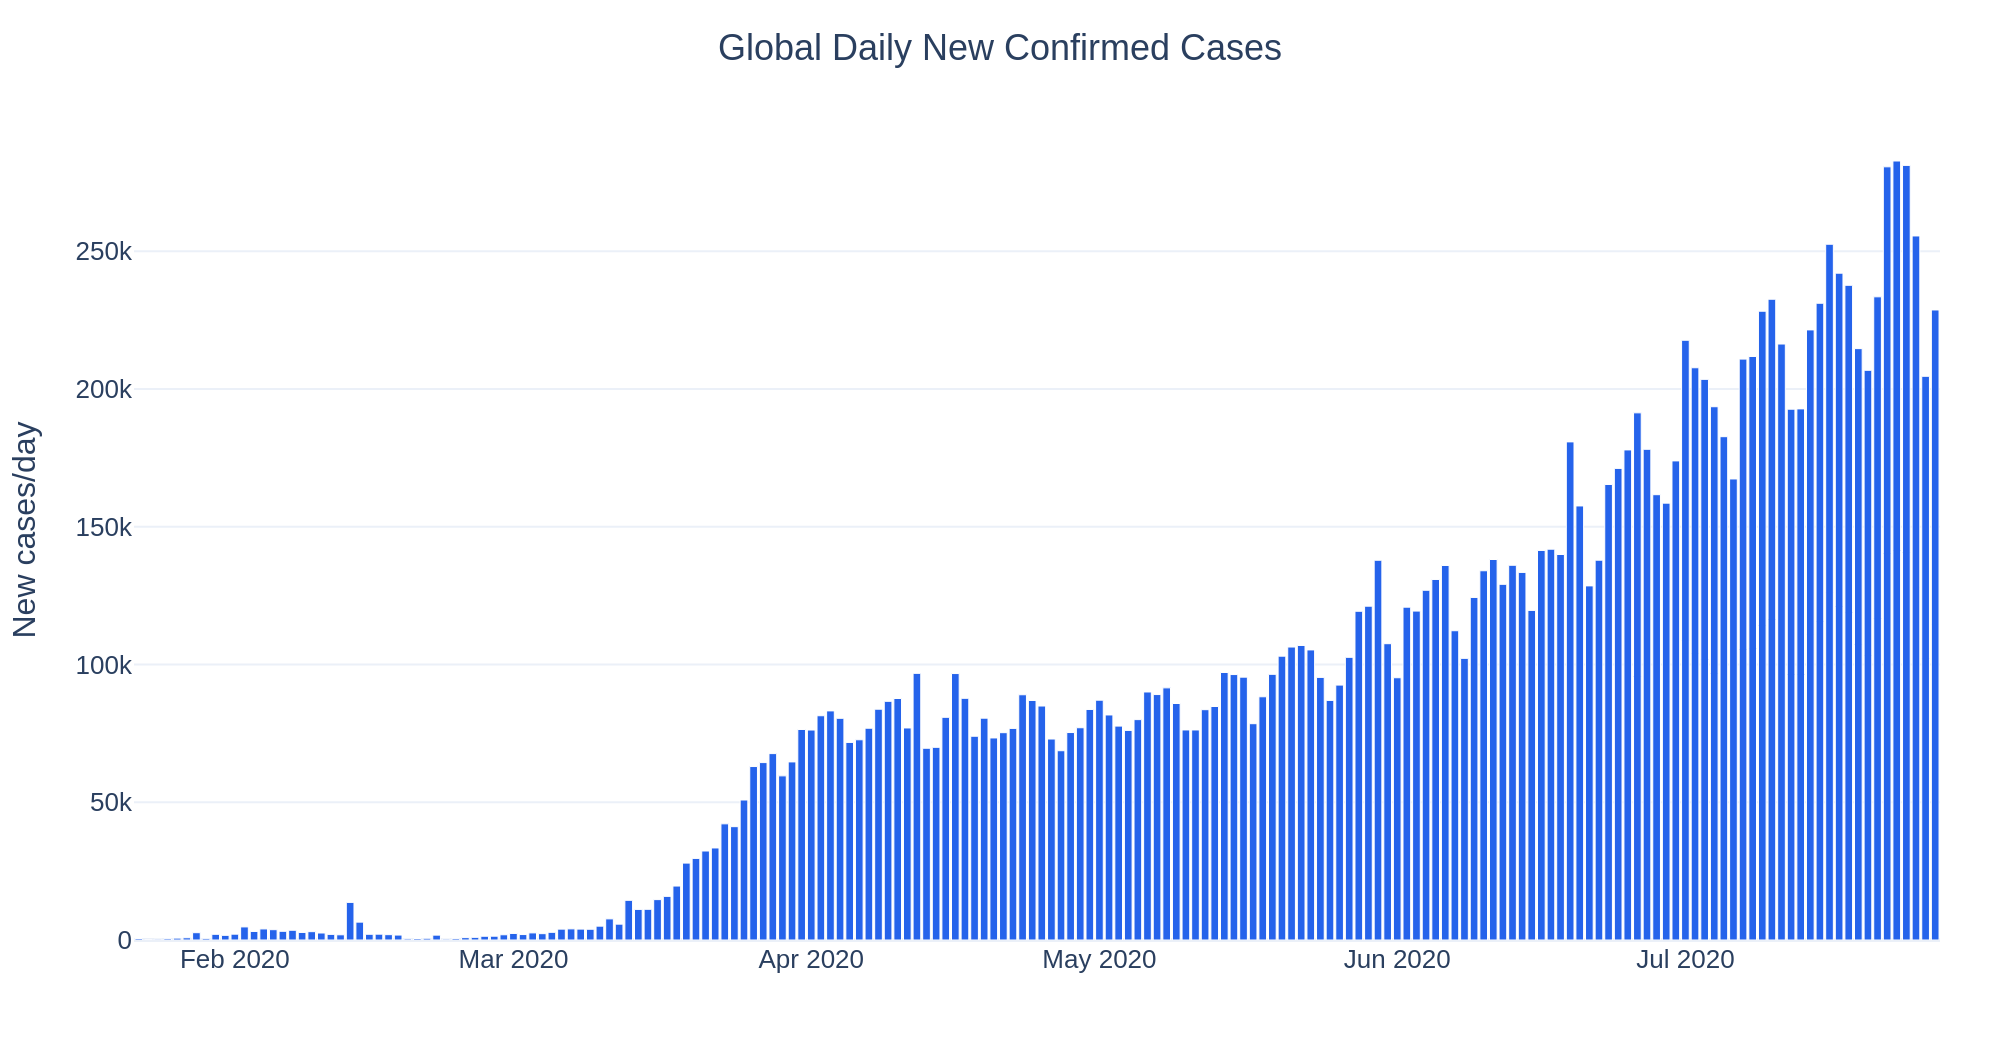 Global Daily New Confirmed Cases
New cases/day
250k
200k
150k
100k
50k
0
Feb 2020
Mar 2020
Apr 2020
May 2020
Jun 2020
Jul 2020